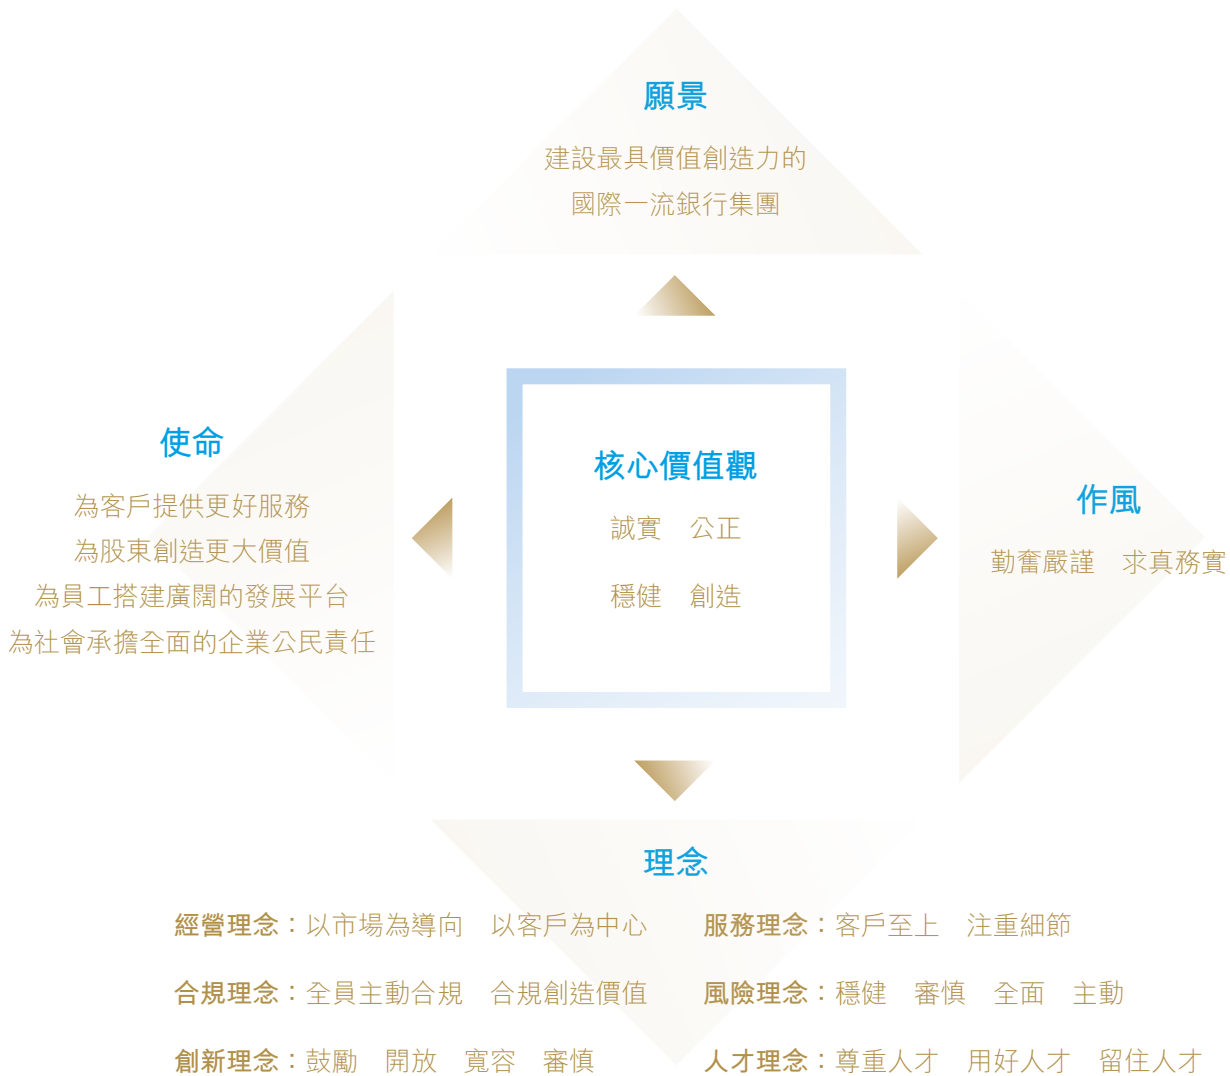 願景
建設最具價值創造力的
國際一流銀行集團
使命
為客戶提供更好服務
為股東創造更大價值
為員工搭建廣闊的發展平台
為社會承擔全面的企業公民責任
核心價值觀
誠實 公正
穩健 創造
作風
勤奮嚴謹 求真務實
理念
經營理念：以市場為導向 以客戶為中心
服務理念：客戶至上 注重細節
合規理念：全員主動合規 合規創造價值
風險理念：穩健 審慎 全面 主動
創新理念：鼓勵 開放 寬容 審慎
人才理念：尊重人才 用好人才 留住人才